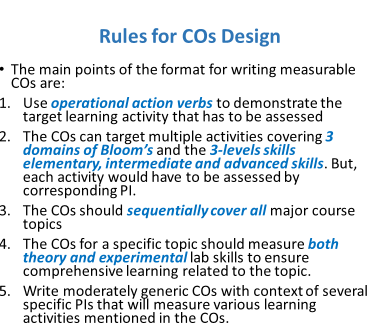 Rules for COs Design
• The main points of the format for writing measurable
COs are:
1. Use operational action verbs to demonstrate the
target learning activity that has to be assessed
2. The COs can target multiple activities covering 3
domains of Bloom's and the 3-levels skills
elementary, intermediate and advanced skills. But,
each activity would have to be assessed by
corresponding PI.
3. The COs should sequentially cover all major course
topics
4. The COs for a specific topic should measure both
theory and experimental lab skills to ensure
comprehensive learning related to the topic.
5. Write moderately generic COs with context of several
specific PIs that will measure various learning
activities mentioned in the COs.